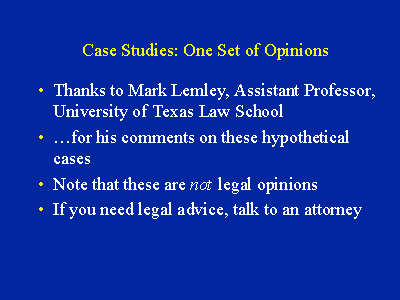 Case Studies: One Set of Opinions
• Thanks to Mark Lemley, Assistant Professor,
University of Texas Law School
• …for his comments on these hypothetical
cases
• Note that these are not legal opinions
• If you need legal advice, talk to an attorney